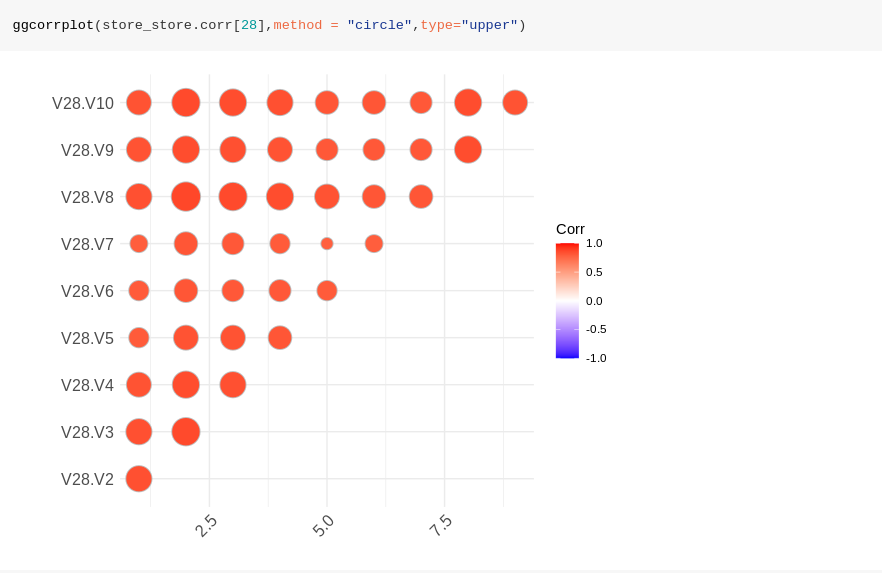 ggcorrplot(store_store.corr[28],method = "circle",type="upper")
V28.V10
V28.V9
V28.V8
V28.V7
V28.V6
V28.V5
V28.V4
V28.V3
V28.V2
2.5
5.0
7.5
Corr
1.0
0.5
0.0
-0.5
-1.0